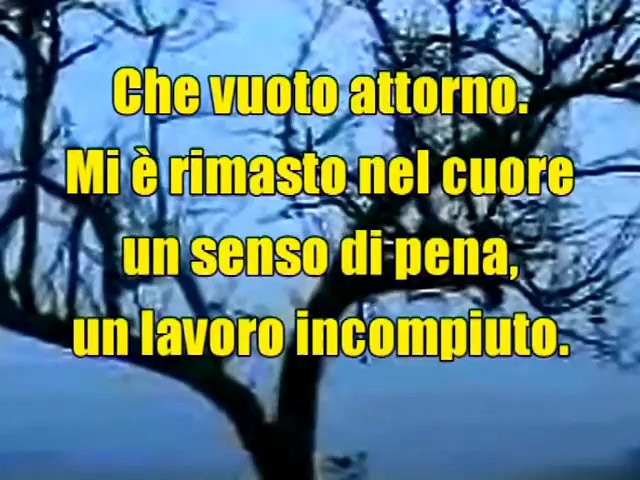 Che vuoto attorno.
Mi è rimasto nel cuore
un senso di pena,
un lavoro incompiuto.